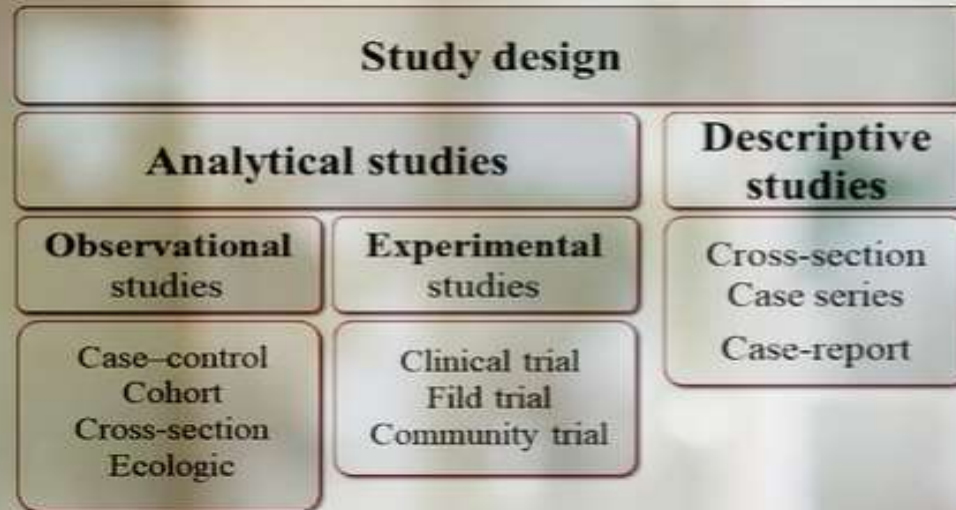 Study design
Analytical studies
Descriptive
studies
Observational
studies
Experimental
studies
Case–control
Cohort
Cross-section
Ecologic
Clinical trial
Fild trial
Community trial
Cross-section
Case series
Case-report